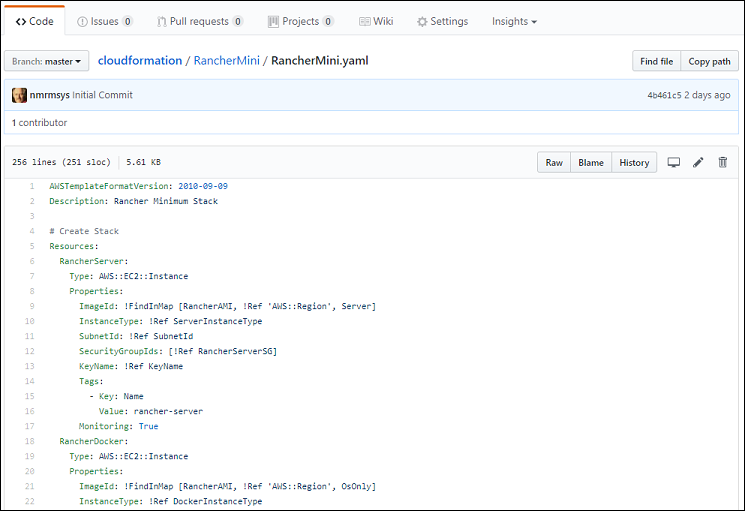 Code Issues 0 Pull requests 0 Projects 0 Wiki Settings Insights
Branch: master cloudformation / RancherMini / RancherMini.yaml Find file Copy path
nmrmsys Initial Commit 4b461c5 2 days ago
1 contributor
256 lines (251 sloc) 5.61 KB Raw Blame History
1 AWSTemplateFormatVersion: 2010-09-09
2 Description: Rancher Minimum Stack
3
4 # Create Stack
5 Resources:
6 RancherServer:
7 Type: AWS::EC2::Instance
8 Properties:
9 ImageId: !FindInMap [RancherAMI, !Ref 'AWS::Region', Server]
10 InstanceType: !Ref ServerInstanceType
11 SubnetId: !Ref SubnetId
12 SecurityGroupIds: [!Ref RancherServerSG]
13 KeyName: !Ref KeyName
14 Tags:
15 - Key: Name
16 Value: rancher-server
17 Monitoring: True
18 RancherDocker:
19 Type: AWS::EC2::Instance
20 Properties:
21 ImageId: !FindInMap [RancherAMI, !Ref 'AWS::Region', OsOnly]
22 InstanceType: !Ref DockerInstanceType